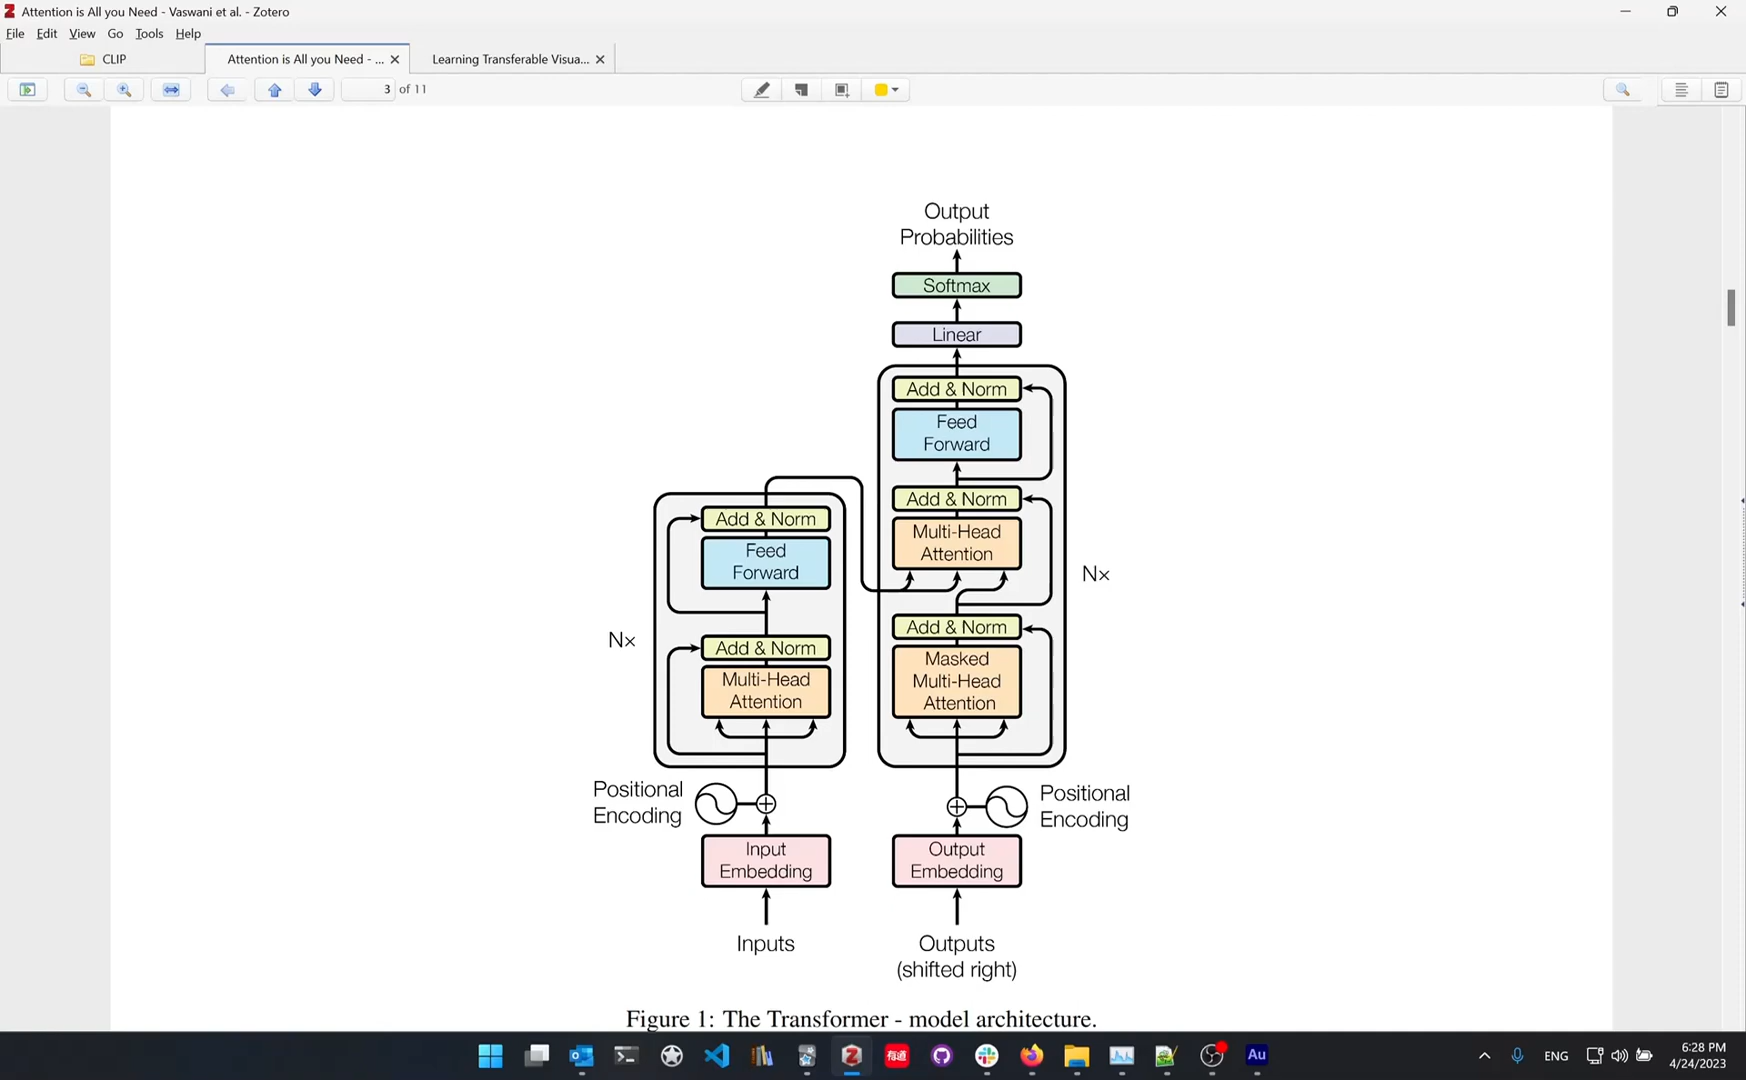 Attention is All you Need - Vaswani et al. - Zotero
File Edit View Go Tools Help
CLIP
Attention is All you Need - ...
Learning Transferable Visua...
3 of 11
Output
Probabilities
Softmax
Linear
Add & Norm
Feed
Forward
Add & Norm
Multi-Head
Attention
Nx
Add & Norm
Masked
Multi-Head
Attention
Add & Norm
Feed
Forward
Nx
Add & Norm
Multi-Head
Attention
Positional
Encoding
Positional
Encoding
Input
Embedding
Output
Embedding
Inputs
Outputs
(shifted right)
Figure 1: The Transformer - model architecture.
有道
Au
ENG
6:28 PM
4/24/2023